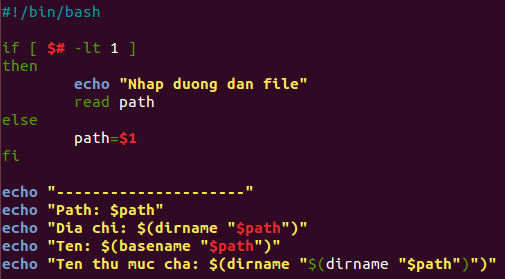 #!/bin/bash
if [ $# -lt 1 ]
then
echo "Nhap duong dan file"
read path
else
path=$1
fi
echo "---------------------"
echo "Path: $path"
echo "Dia chi: $(dirname "$path")"
echo "Ten: $(basename "$path")"
echo "Ten thu muc cha: $(dirname "$(dirname "$path")")"